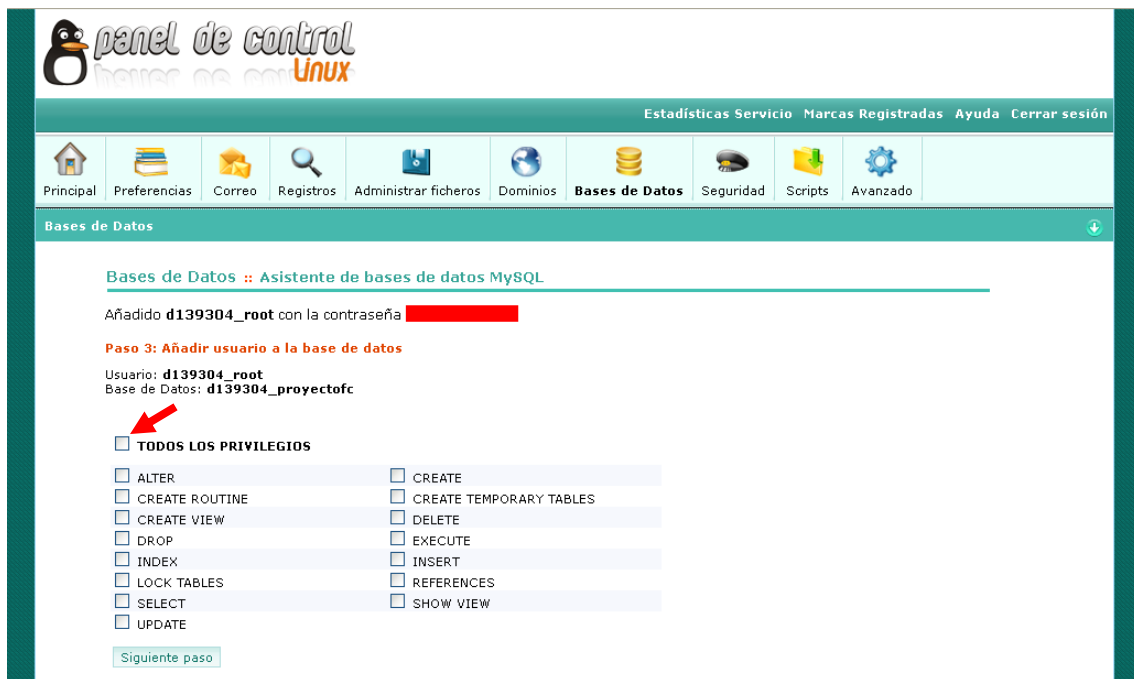 panel de control
Linux
Estadísticas Servicio Marcas Registradas Ayuda Cerrar sesión
Principal Preferencias Correo Registros Administrar ficheros Dominios Bases de Datos Seguridad Scripts Avanzado
Bases de Datos
Bases de Datos :: Asistente de bases de datos MySQL
Añadido d139304_root con la contraseña
Paso 3: Añadir usuario a la base de datos
Usuario: d139304_root
Base de Datos: d139304_proyectofc
TODOS LOS PRIVILEGIOS
ALTER CREATE
CREATE ROUTINE CREATE TEMPORARY TABLES
CREATE VIEW DELETE
DROP EXECUTE
INDEX INSERT
LOCK TABLES REFERENCES
SELECT SHOW VIEW
UPDATE
Siguiente paso